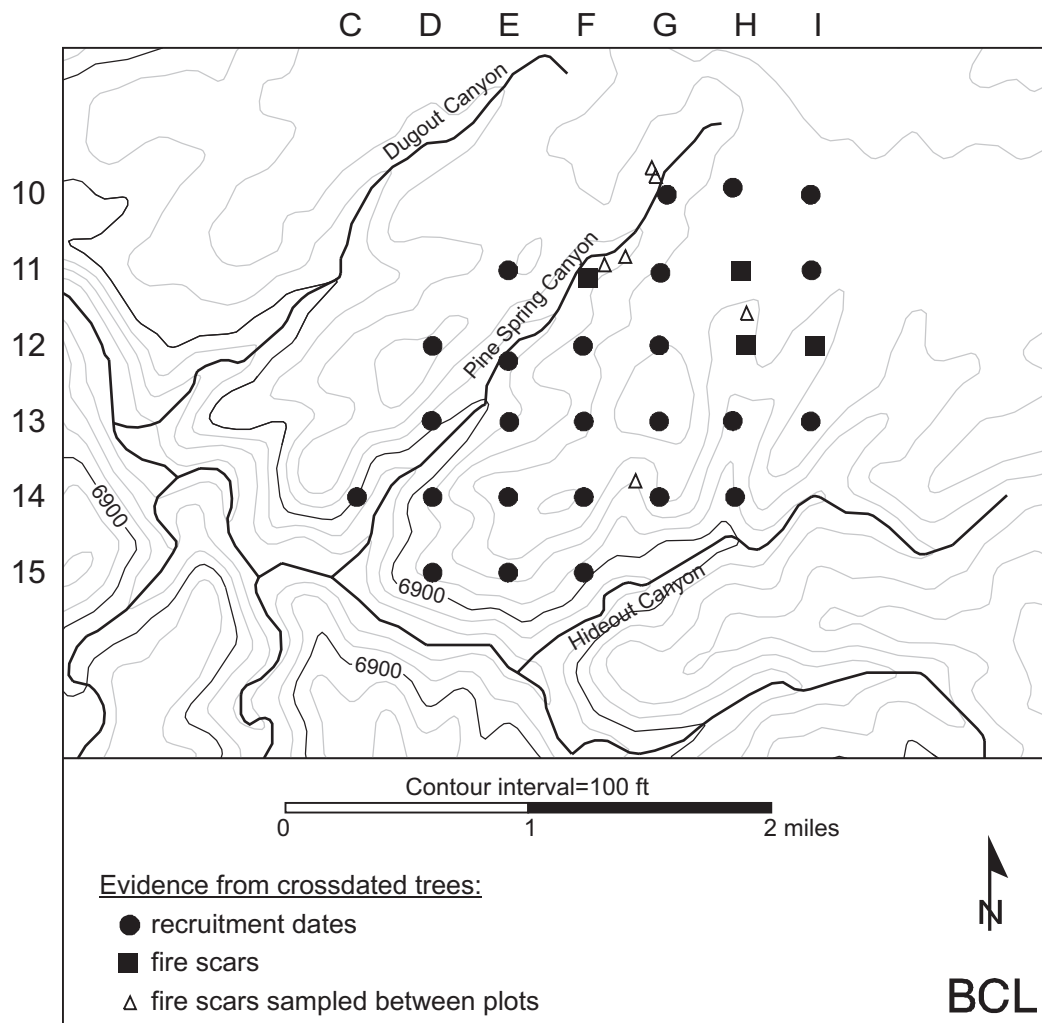 C D E F G H I
Dugout Canyon
10
11
Pine Spring Canyon
12
13
14
6900
15
6900
Hideout Canyon
6900
Contour interval=100 ft
0 1 2 miles
Evidence from crossdated trees:
recruitment dates
fire scars
fire scars sampled between plots
N
BCL